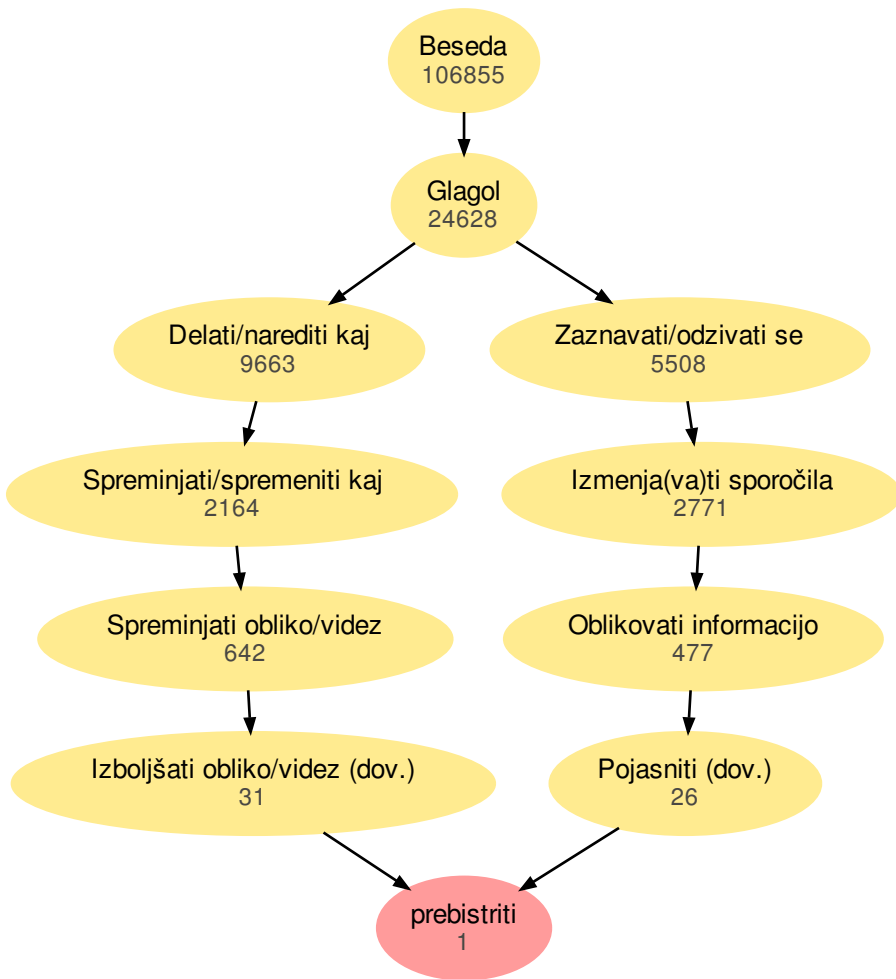 Beseda
106855
Glagol
24628
Delati/narediti kaj
9663
Zaznavati/odzivati se
5508
Spreminjati/spremeniti kaj
2164
Izmenja(va)ti sporočila
2771
Spreminjati obliko/videz
642
Oblikovati informacijo
477
Izboljšati obliko/videz (dov.)
31
Pojasniti (dov.)
26
prebistriti
1